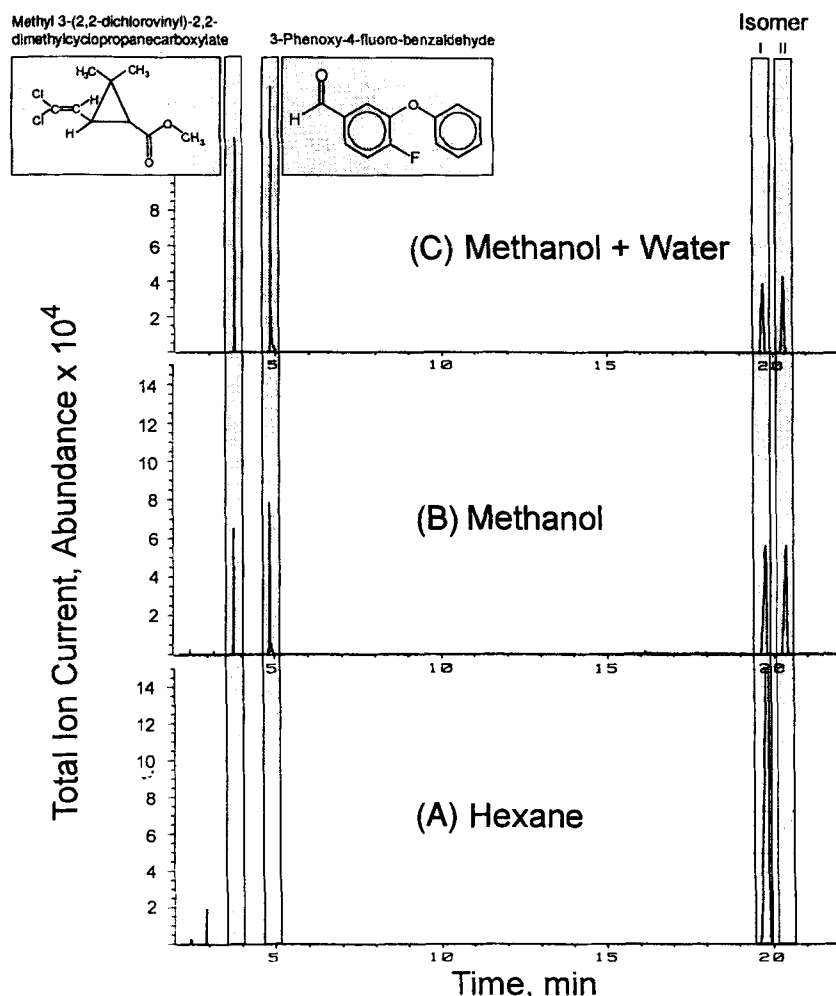 Methyl 3-(2,2-dichlorovinyl)-2,2-
dimethylcyclopropanecarboxylate
3-Phenoxy-4-fluoro-benzaldehyde
Isomer
I II
H₃C CH₃
Cl
Cl
H
H
O
O
CH₃
O
H
O
F
8
6
4
2
(C) Methanol + Water
5 10 15 20
14
12
10
8
6
4
2
(B) Methanol
5 10 15 20
14
12
10
8
6
4
2
(A) Hexane
5 10 15 20
Total Ion Current, Abundance x 10⁴
Time, min